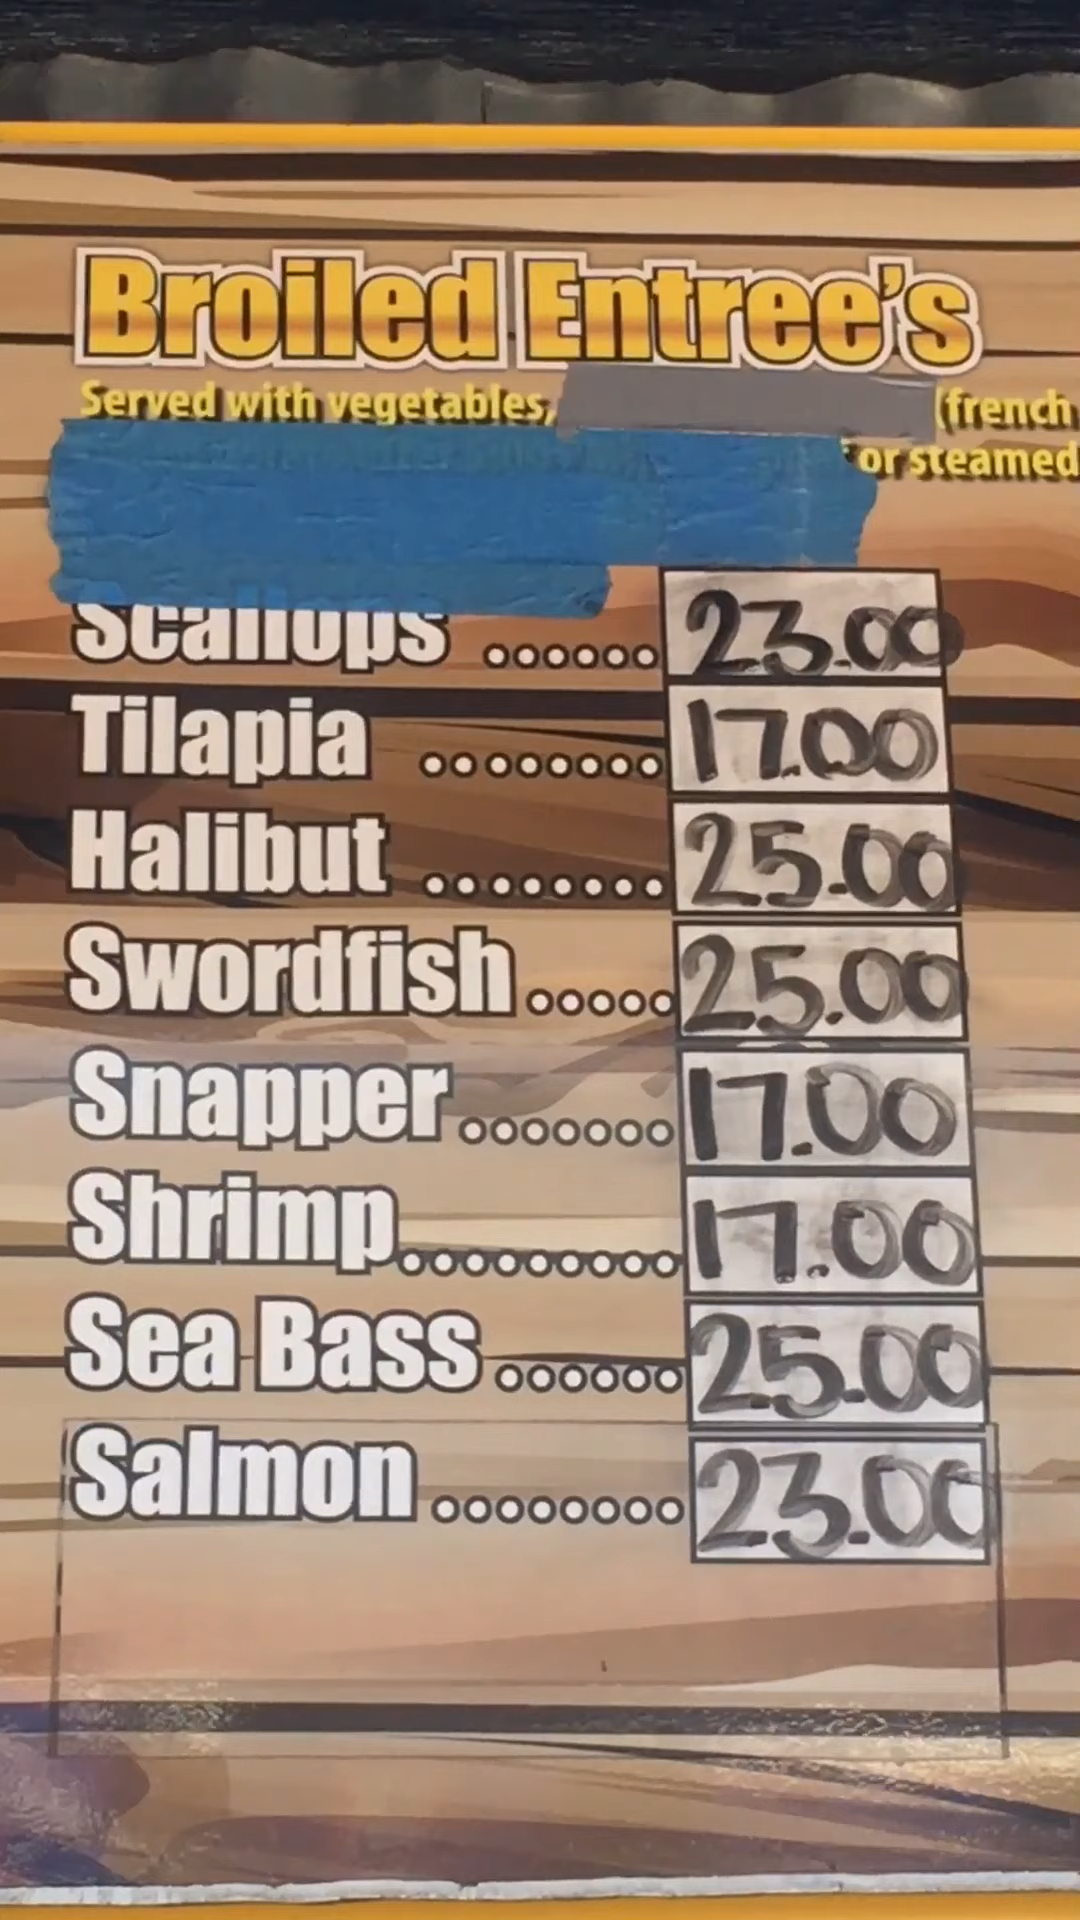 Broiled Entree's
Served with vegetables, (french
or steamed
Scallops ...... 23.00
Tilapia ........ 17.00
Halibut ........ 25.00
Swordfish ..... 25.00
Snapper ....... 17.00
Shrimp ......... 17.00
Sea Bass ...... 25.00
Salmon ........ 23.00